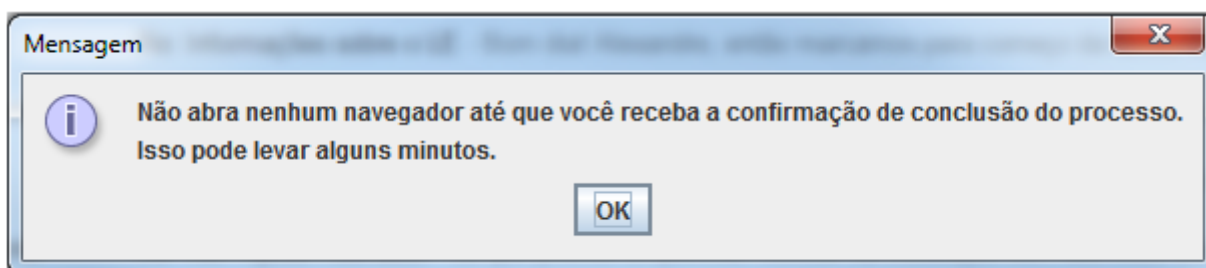 Mensagem
Não abra nenhum navegador até que você receba a confirmação de conclusão do processo.
Isso pode levar alguns minutos.
OK